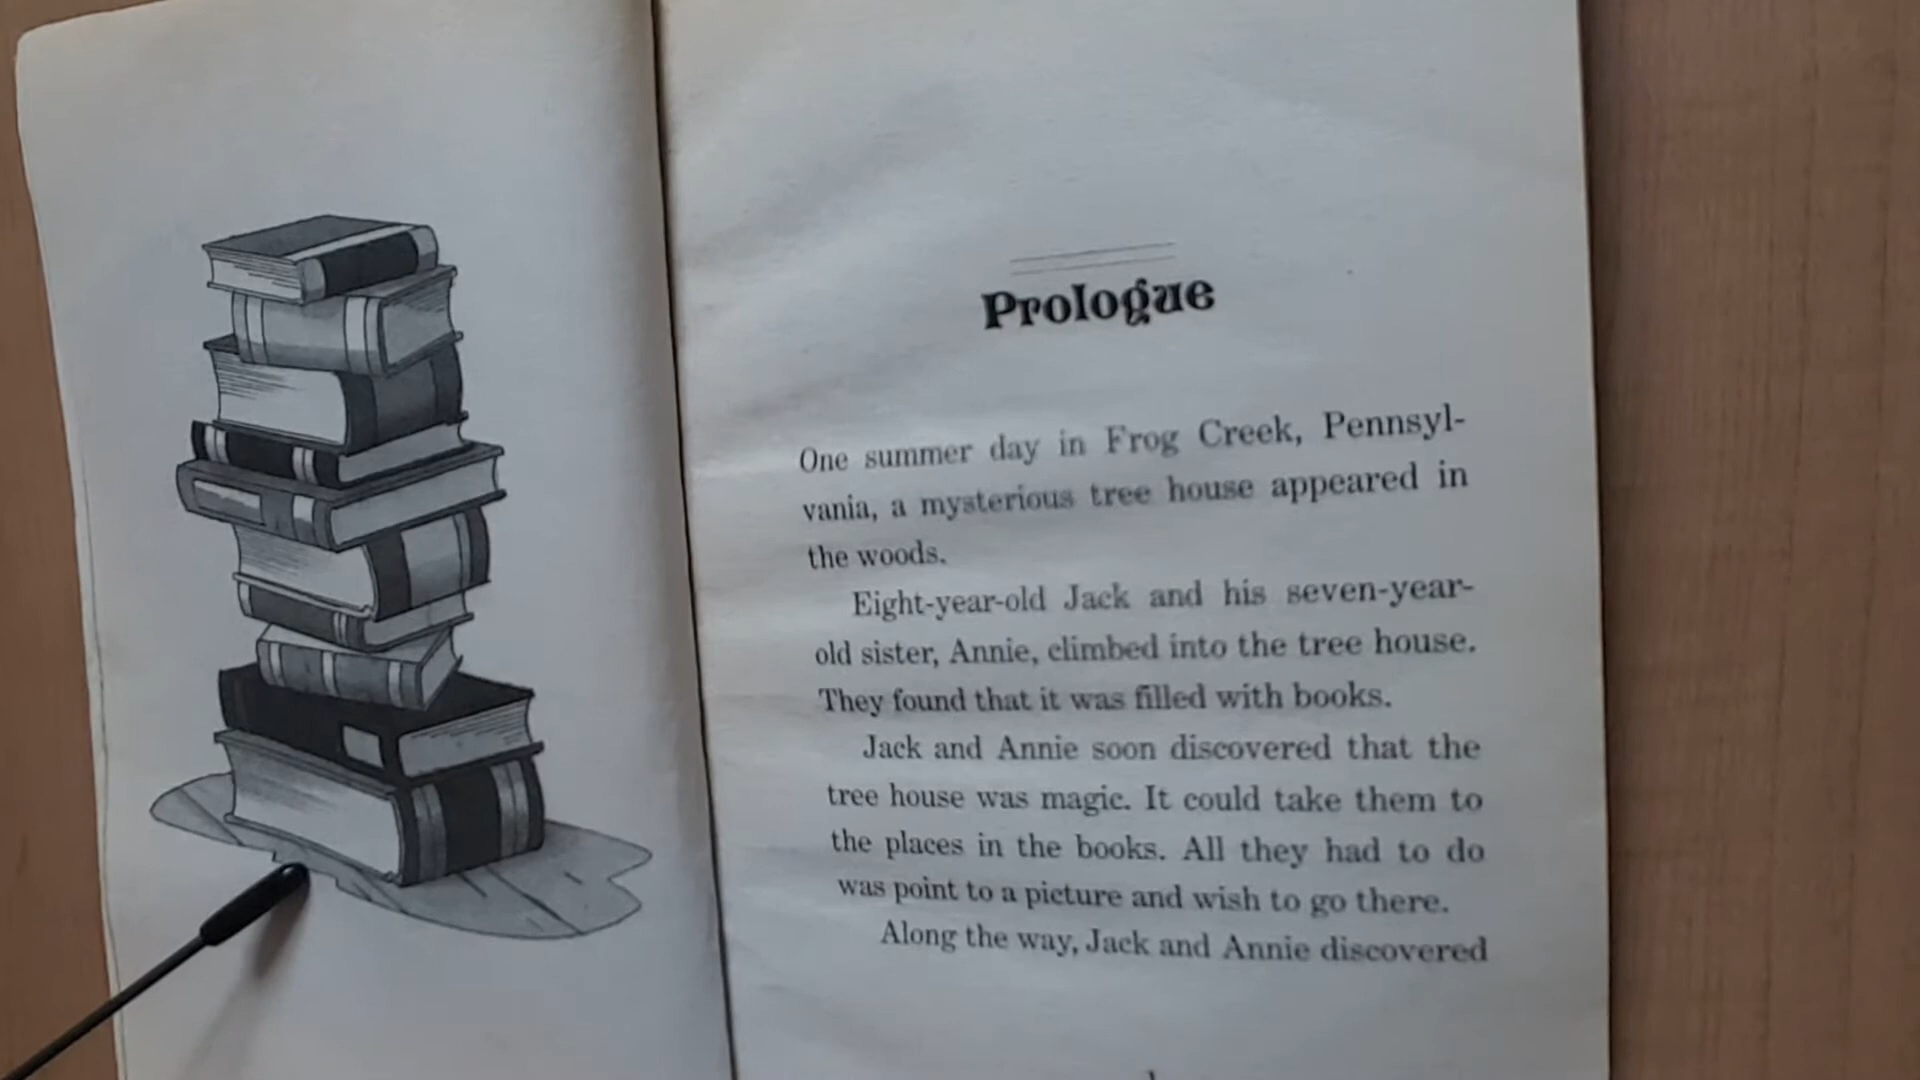 Prologue
One summer day in Frog Creek, Pennsyl-
vania, a mysterious tree house appeared in
the woods.
Eight-year-old Jack and his seven-year-
old sister, Annie, climbed into the tree house.
They found that it was filled with books.
Jack and Annie soon discovered that the
tree house was magic. It could take them to
the places in the books. All they had to do
was point to a picture and wish to go there.
Along the way, Jack and Annie discovered